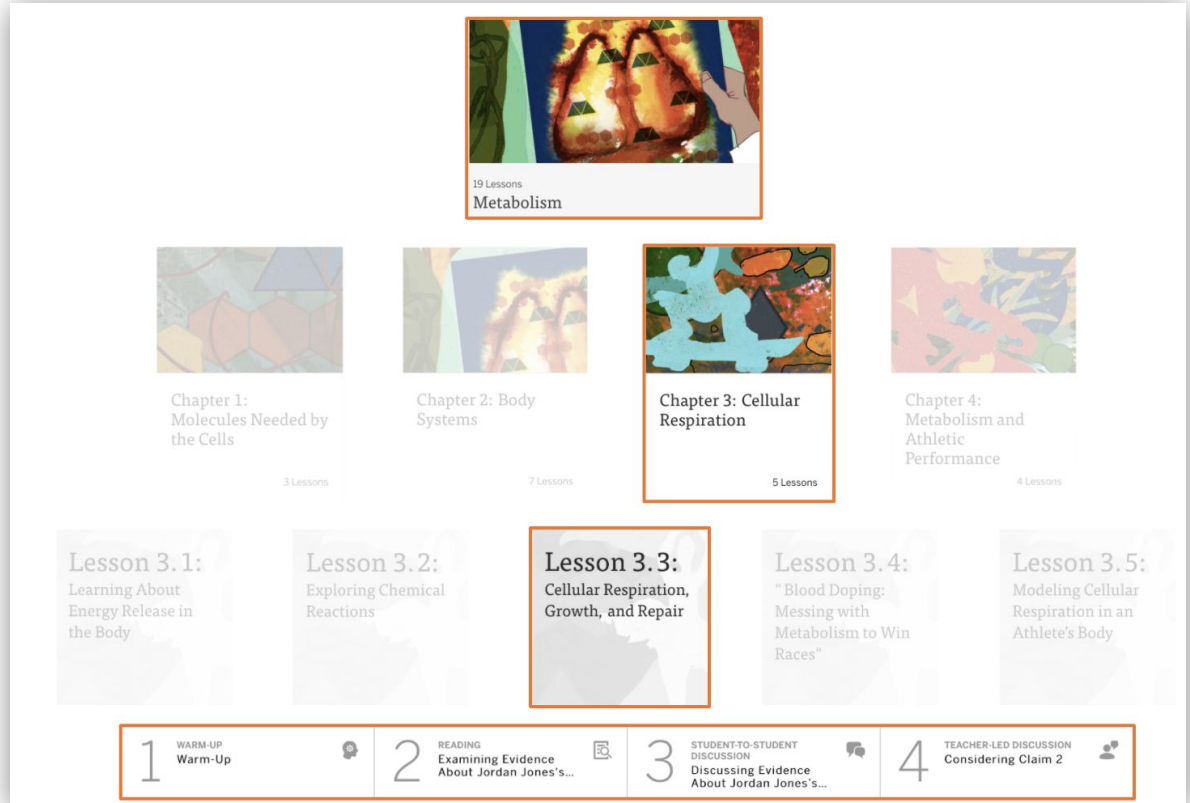 19 Lessons
Metabolism
Chapter 1:
Molecules Needed by
the Cells
3 Lessons
Chapter 2: Body
Systems
7 Lessons
Chapter 3: Cellular
Respiration
5 Lessons
Chapter 4:
Metabolism and
Athletic
Performance
4 Lessons
Lesson 3.1:
Learning About
Energy Release in
the Body
Lesson 3.2:
Exploring Chemical
Reactions
Lesson 3.3:
Cellular Respiration,
Growth, and Repair
Lesson 3.4:
"Blood Doping:
Messing with
Metabolism to Win
Races"
Lesson 3.5:
Modeling Cellular
Respiration in an
Athlete's Body
1
WARM-UP
Warm-Up
2
READING
Examining Evidence
About Jordan Jones's...
3
STUDENT-TO-STUDENT
DISCUSSION
Discussing Evidence
About Jordan Jones's...
4
TEACHER-LED DISCUSSION
Considering Claim 2